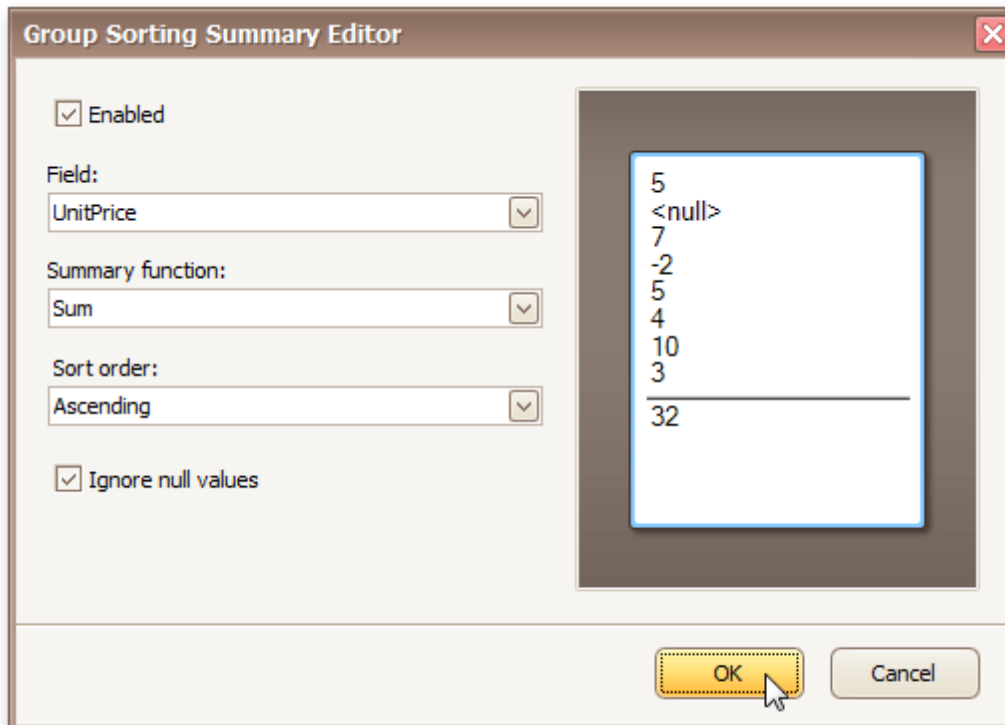 Group Sorting Summary Editor
Enabled
Field:
UnitPrice
Summary function:
Sum
Sort order:
Ascending
Ignore null values
5
<null>
7
-2
5
4
10
3
32
OK
Cancel